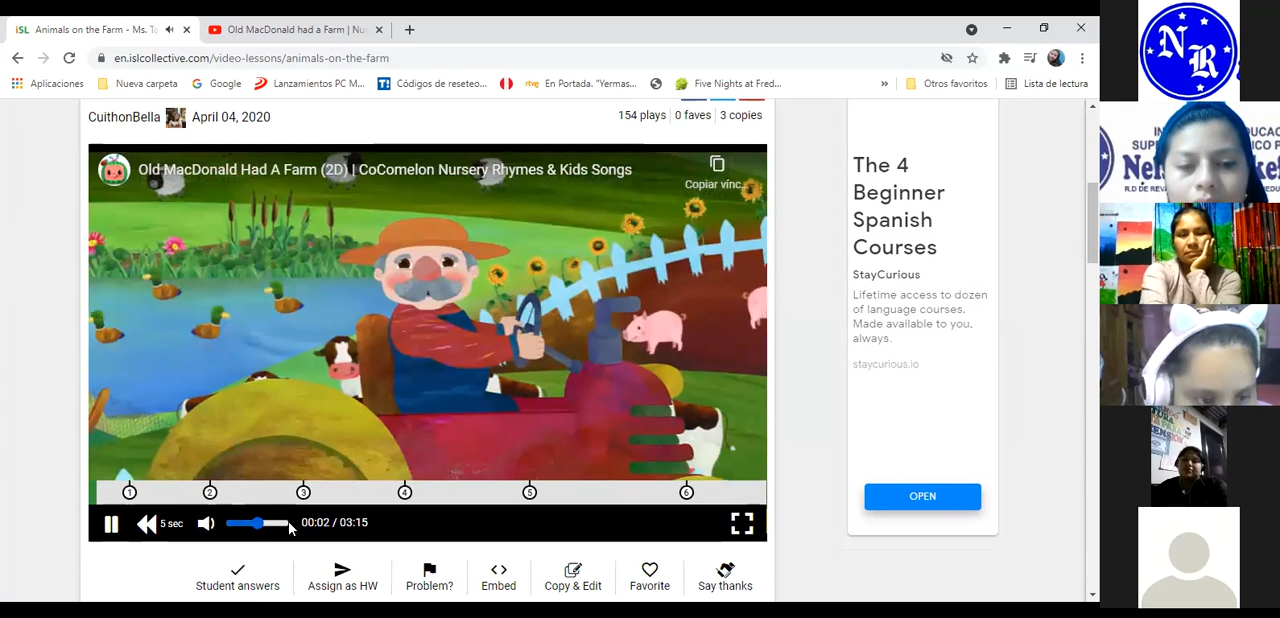 iSL Animals on the Farm - Ms. T
Old MacDonald had a Farm | Nu
en.islcollective.com/video-lessons/animals-on-the-farm
Aplicaciones
Nueva carpeta
Google
Lanzamientos PC M...
Códigos de reseteo...
rtve En Portada. "Yermas...
Five Nights at Fred...
»
Otros favoritos
Lista de lectura
CuithonBella
April 04, 2020
154 plays
0 faves
3 copies
Old MacDonald Had A Farm (2D) | CoComelon Nursery Rhymes & Kids Songs
Copiar vínc...
1
2
3
4
5
6
5 sec
00:02 / 03:15
Student answers
Assign as HW
Problem?
Embed
Copy & Edit
Favorite
Say thanks
The 4
Beginner
Spanish
Courses
StayCurious
Lifetime access to dozen
of language courses.
Made available to you,
always.
staycurious.io
OPEN
N
R